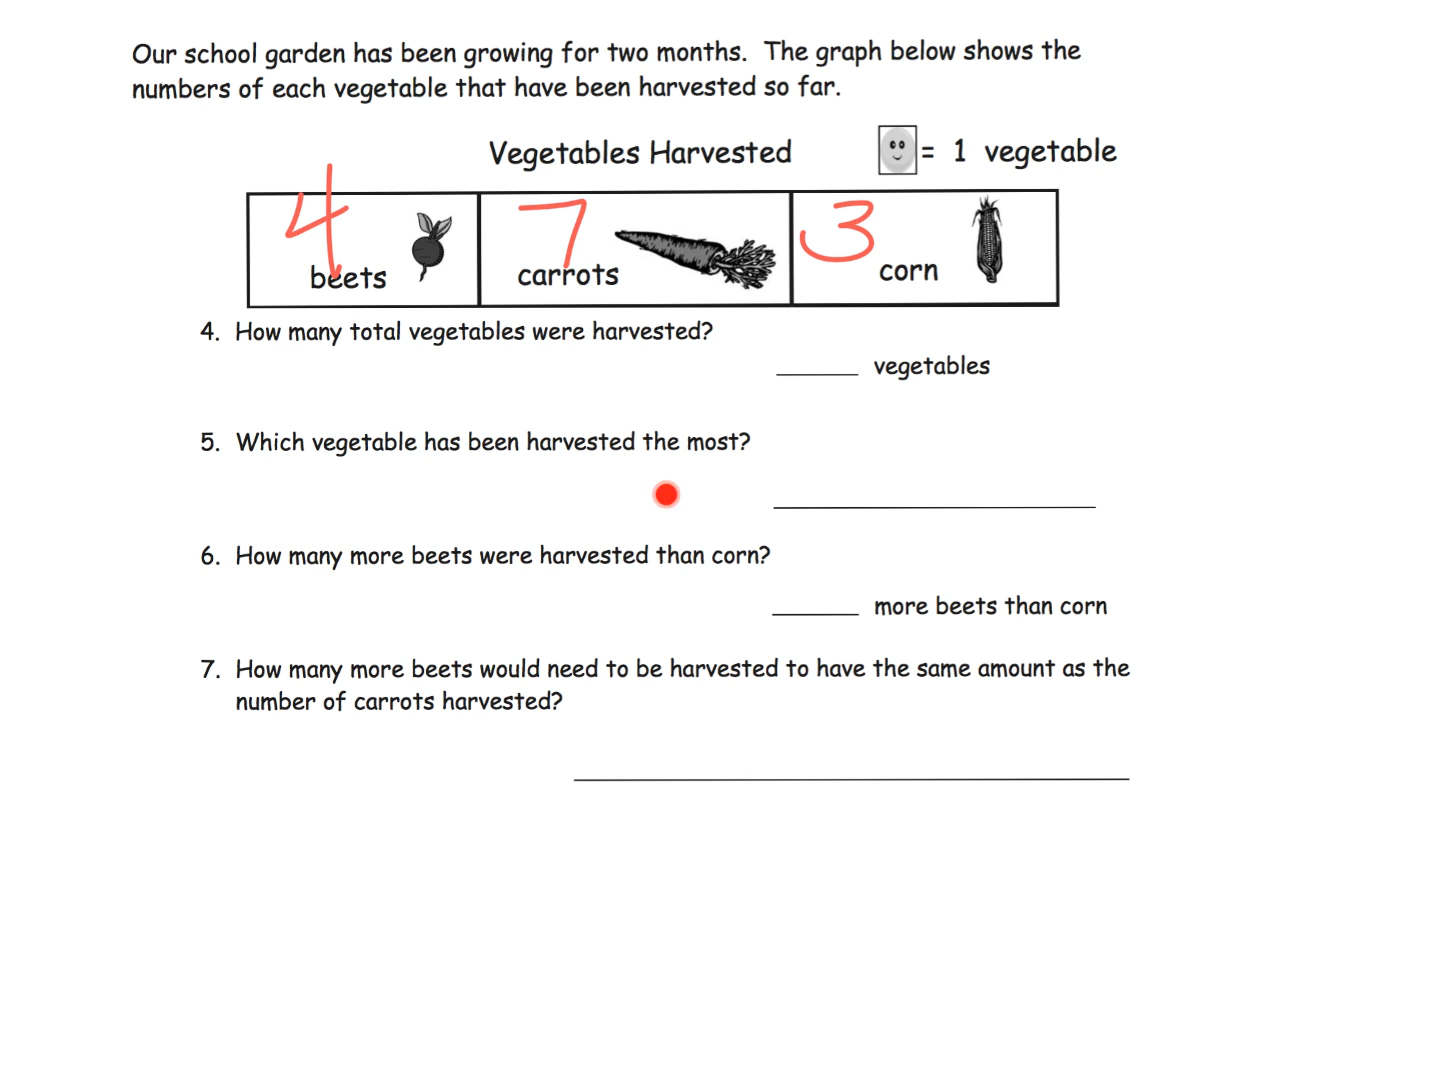 Our school garden has been growing for two months. The graph below shows the
numbers of each vegetable that have been harvested so far.
Vegetables Harvested = 1 vegetable
4 7 3
beets carrots corn
4. How many total vegetables were harvested?
______ vegetables
5. Which vegetable has been harvested the most?
6. How many more beets were harvested than corn?
______ more beets than corn
7. How many more beets would need to be harvested to have the same amount as the
number of carrots harvested?